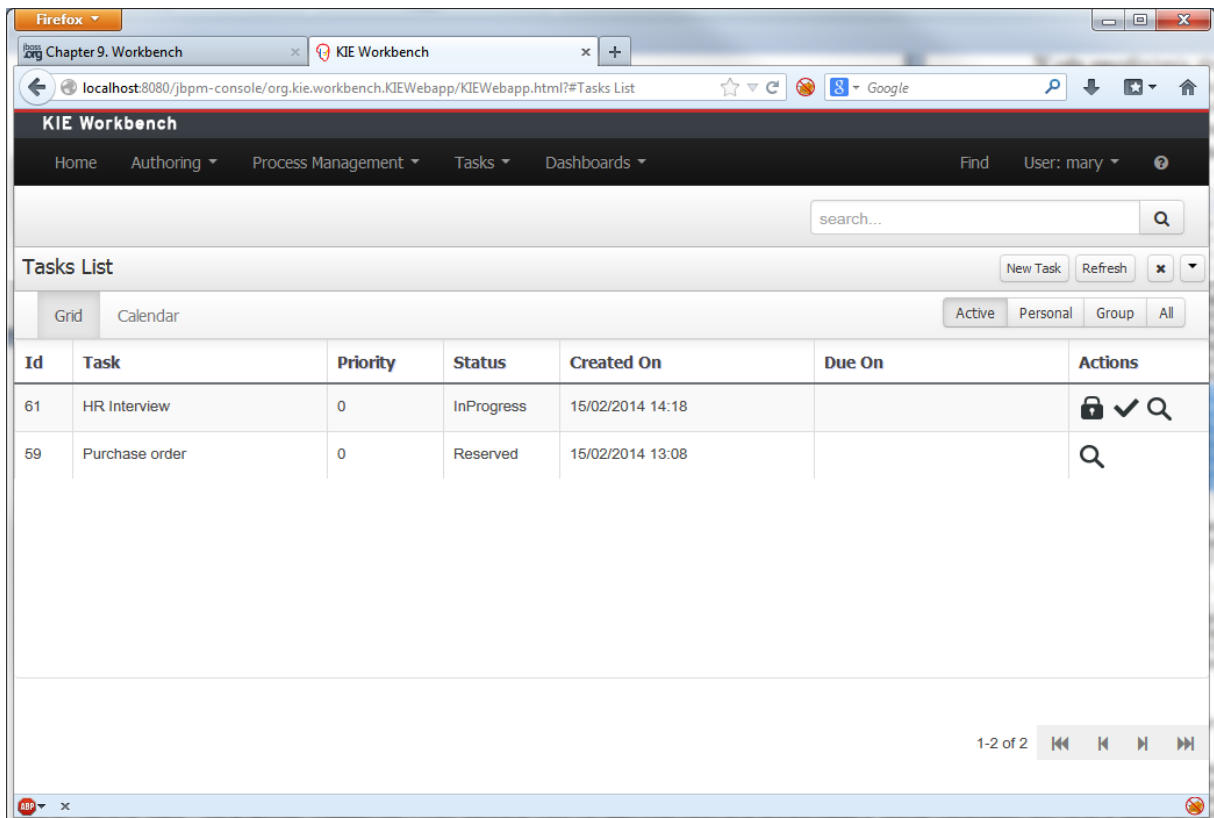 Firefox
Chapter 9. Workbench
KIE Workbench
localhost:8080/jbpm-console/org.kie.workbench.KIEWebapp/KIEWebapp.html?#Tasks List
Google
KIE Workbench
Home Authoring Process Management Tasks Dashboards Find User: mary
search...
Tasks List New Task Refresh
Grid Calendar Active Personal Group All
Id Task Priority Status Created On Due On Actions
61 HR Interview 0 InProgress 15/02/2014 14:18
59 Purchase order 0 Reserved 15/02/2014 13:08
1-2 of 2
ABP